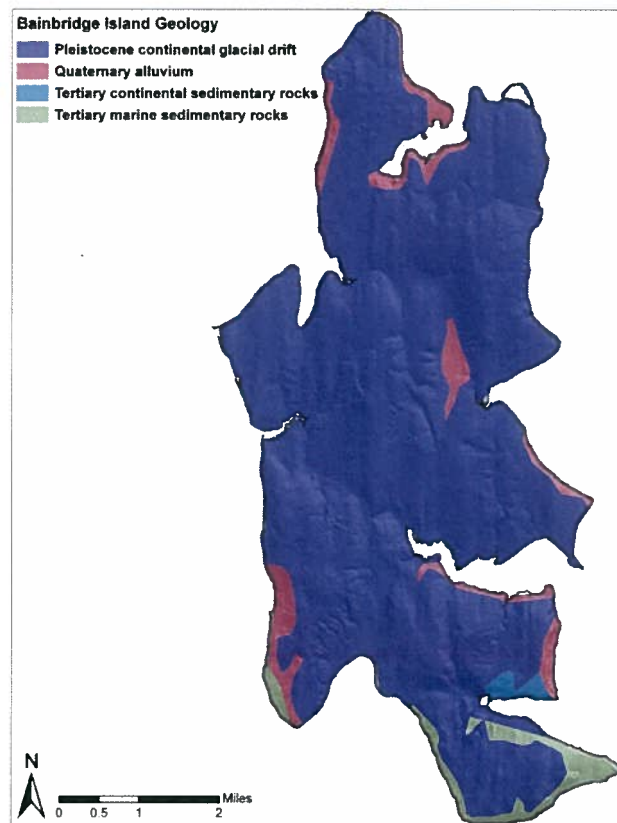 Bainbridge Island Geology
Pleistocene continental glacial drift
Quaternary alluvium
Tertiary continental sedimentary rocks
Tertiary marine sedimentary rocks
N
Miles
0 0.5 1 2